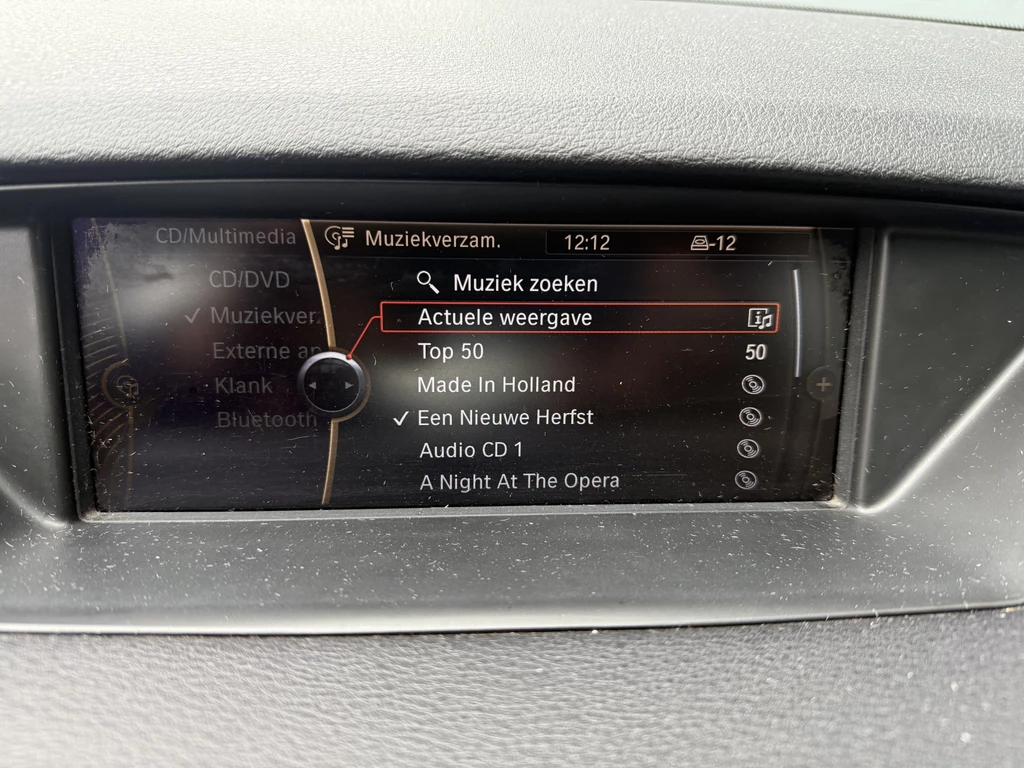 CD/Multimedia
CD/DVD
Muziekver.
Externe ap
Klank
Bluetooth
Muziekverzam. 12:12 -12
Muziek zoeken
Actuele weergave
Top 50 50
Made In Holland
Een Nieuwe Herfst
Audio CD 1
A Night At The Opera